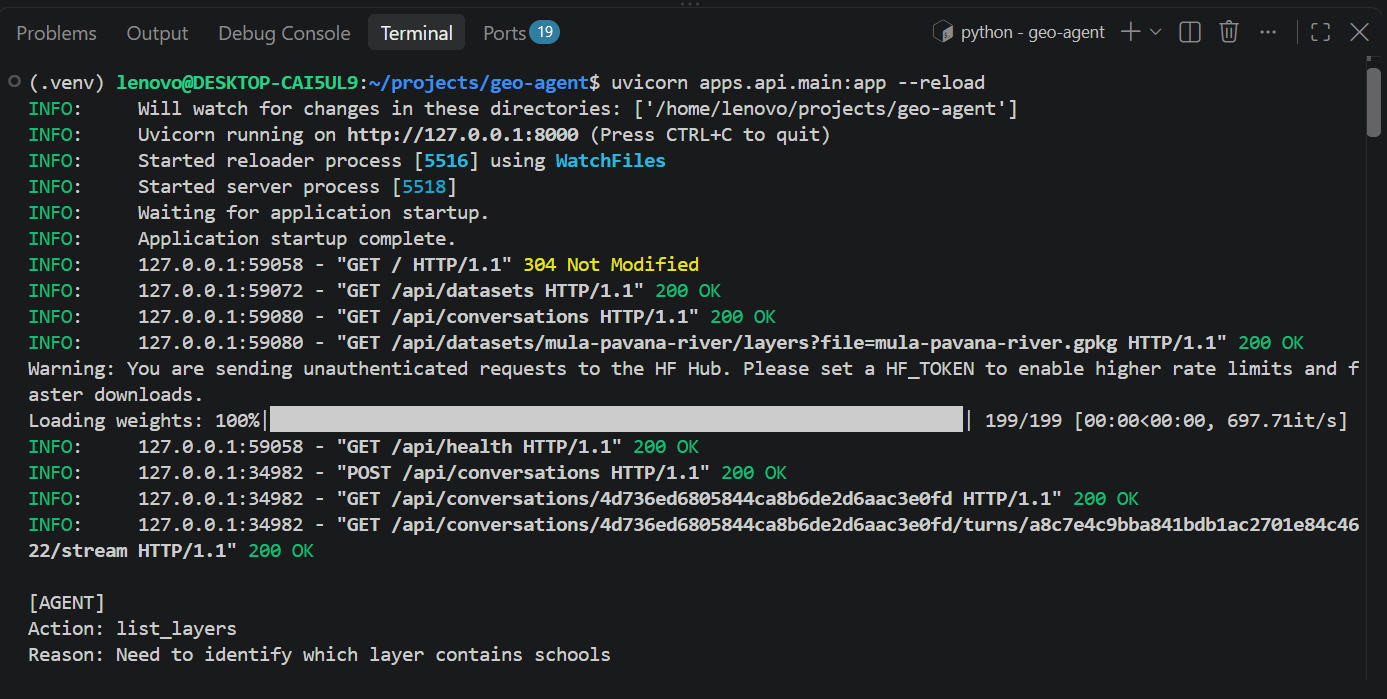 Problems Output Debug Console Terminal Ports 19 python - geo-agent
(.venv) lenovo@DESKTOP-CAI5UL9:~/projects/geo-agent$ uvicorn apps.api.main:app --reload
INFO: Will watch for changes in these directories: ['/home/lenovo/projects/geo-agent']
INFO: Uvicorn running on http://127.0.0.1:8000 (Press CTRL+C to quit)
INFO: Started reloader process [5516] using WatchFiles
INFO: Started server process [5518]
INFO: Waiting for application startup.
INFO: Application startup complete.
INFO: 127.0.0.1:59058 - "GET / HTTP/1.1" 304 Not Modified
INFO: 127.0.0.1:59072 - "GET /api/datasets HTTP/1.1" 200 OK
INFO: 127.0.0.1:59080 - "GET /api/conversations HTTP/1.1" 200 OK
INFO: 127.0.0.1:59080 - "GET /api/datasets/mula-pavana-river/layers?file=mula-pavana-river.gpkg HTTP/1.1" 200 OK
Warning: You are sending unauthenticated requests to the HF Hub. Please set a HF_TOKEN to enable higher rate limits and f
aster downloads.
Loading weights: 100%| | 199/199 [00:00<00:00, 697.71it/s]
INFO: 127.0.0.1:59058 - "GET /api/health HTTP/1.1" 200 OK
INFO: 127.0.0.1:34982 - "POST /api/conversations HTTP/1.1" 200 OK
INFO: 127.0.0.1:34982 - "GET /api/conversations/4d736ed6805844ca8b6de2d6aac3e0fd HTTP/1.1" 200 OK
INFO: 127.0.0.1:34982 - "GET /api/conversations/4d736ed6805844ca8b6de2d6aac3e0fd/turns/a8c7e4c9bba841bdb1ac2701e84c46
22/stream HTTP/1.1" 200 OK
[AGENT]
Action: list_layers
Reason: Need to identify which layer contains schools